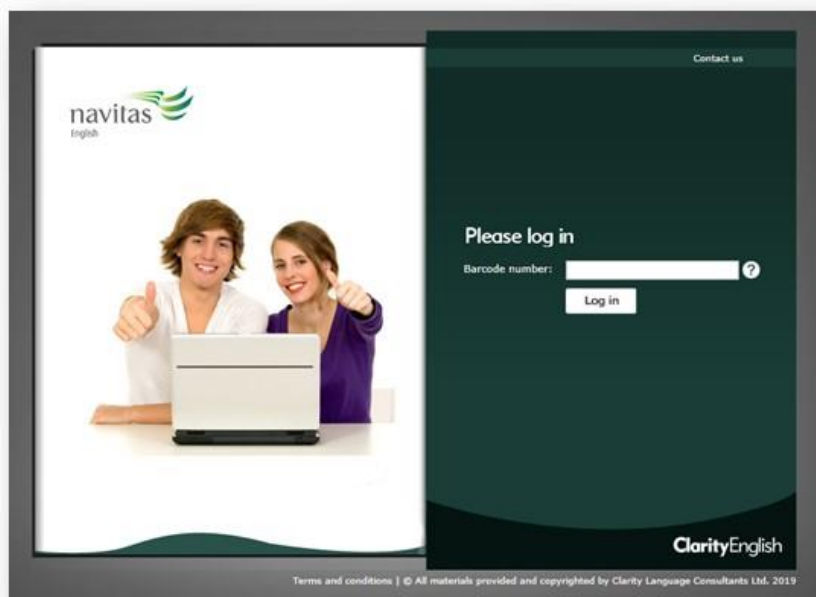 Contact us
navitas
English
Please log in
Barcode number:
?
Log in
ClarityEnglish
Terms and conditions | © All materials provided and copyrighted by Clarity Language Consultants Ltd. 2019